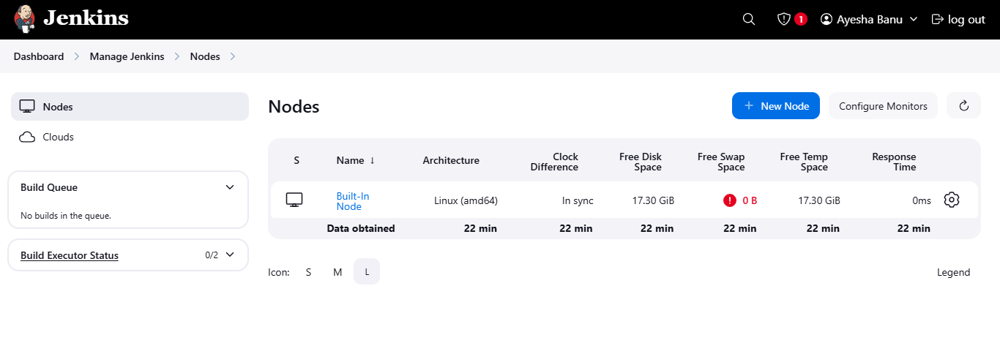 Jenkins
1
Ayesha Banu
log out
Dashboard
Manage Jenkins
Nodes
Nodes
Clouds
Build Queue
No builds in the queue.
Build Executor Status
0/2
Nodes
+ New Node
Configure Monitors
S
Name ↓
Architecture
Clock
Difference
Free Disk
Space
Free Swap
Space
Free Temp
Space
Response
Time
Built-In
Node
Linux (amd64)
In sync
17.30 GiB
0 B
17.30 GiB
0ms
Data obtained
22 min
22 min
22 min
22 min
22 min
22 min
Icon:
S
M
L
Legend